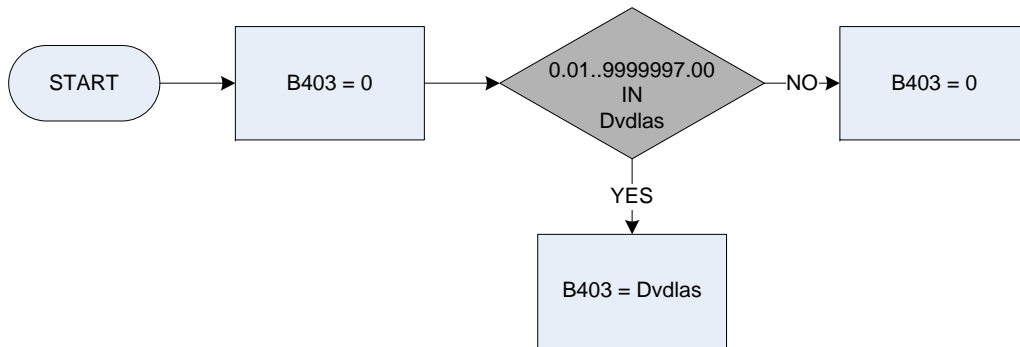 START
B403 = 0
0.01..9999997.00
IN
Dvdlas
NO
B403 = 0
YES
B403 = Dvdlas